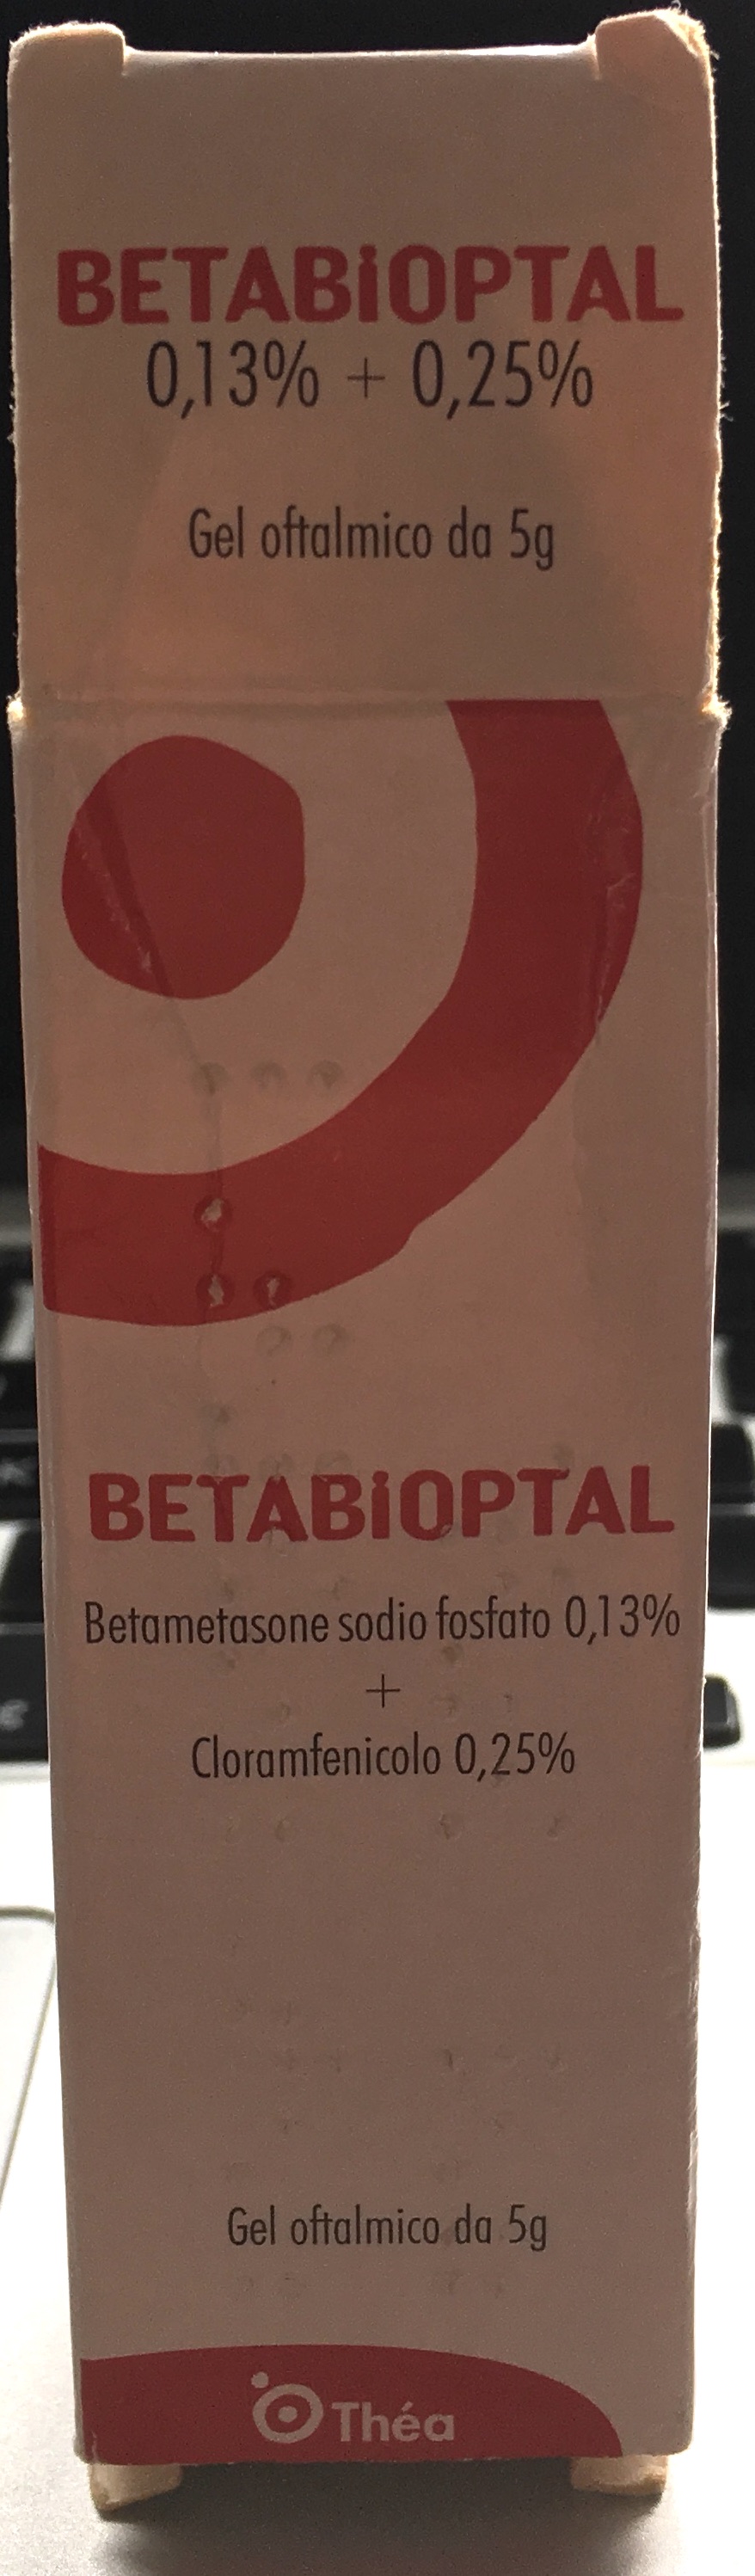 BETABiOPTAL
0,13% + 0,25%
Gel oftalmico da 5g
BETABiOPTAL
Betametasone sodio fosfato 0,13%
+
Cloramfenicolo 0,25%
Gel oftalmico da 5g
Théa